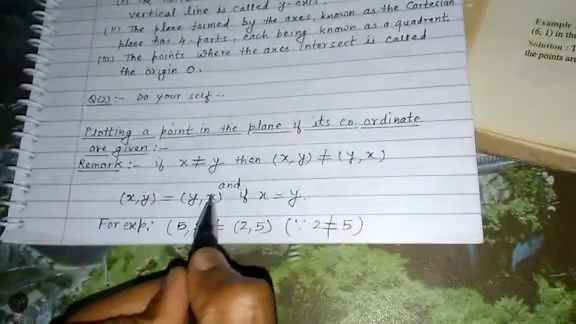 vertical line is called y-axis.
(ii) The plane formed by the axes, known as the Cartesian
plane has 4-parts, each being known as a quadrant.
(iii) The points where the axes intersect is called
the origin O.
Q(2):- Do your self--
Plotting a point in the plane if its co ordinate
are given:-
Remark:- if x ≠ y then (x,y) ≠ (y,x)
and
(x,y) = (y,x) if x = y.
For exp: (5, = (2,5) (∵ 2≠5)
Example
(6, 1) in the
Solution : T
the points are